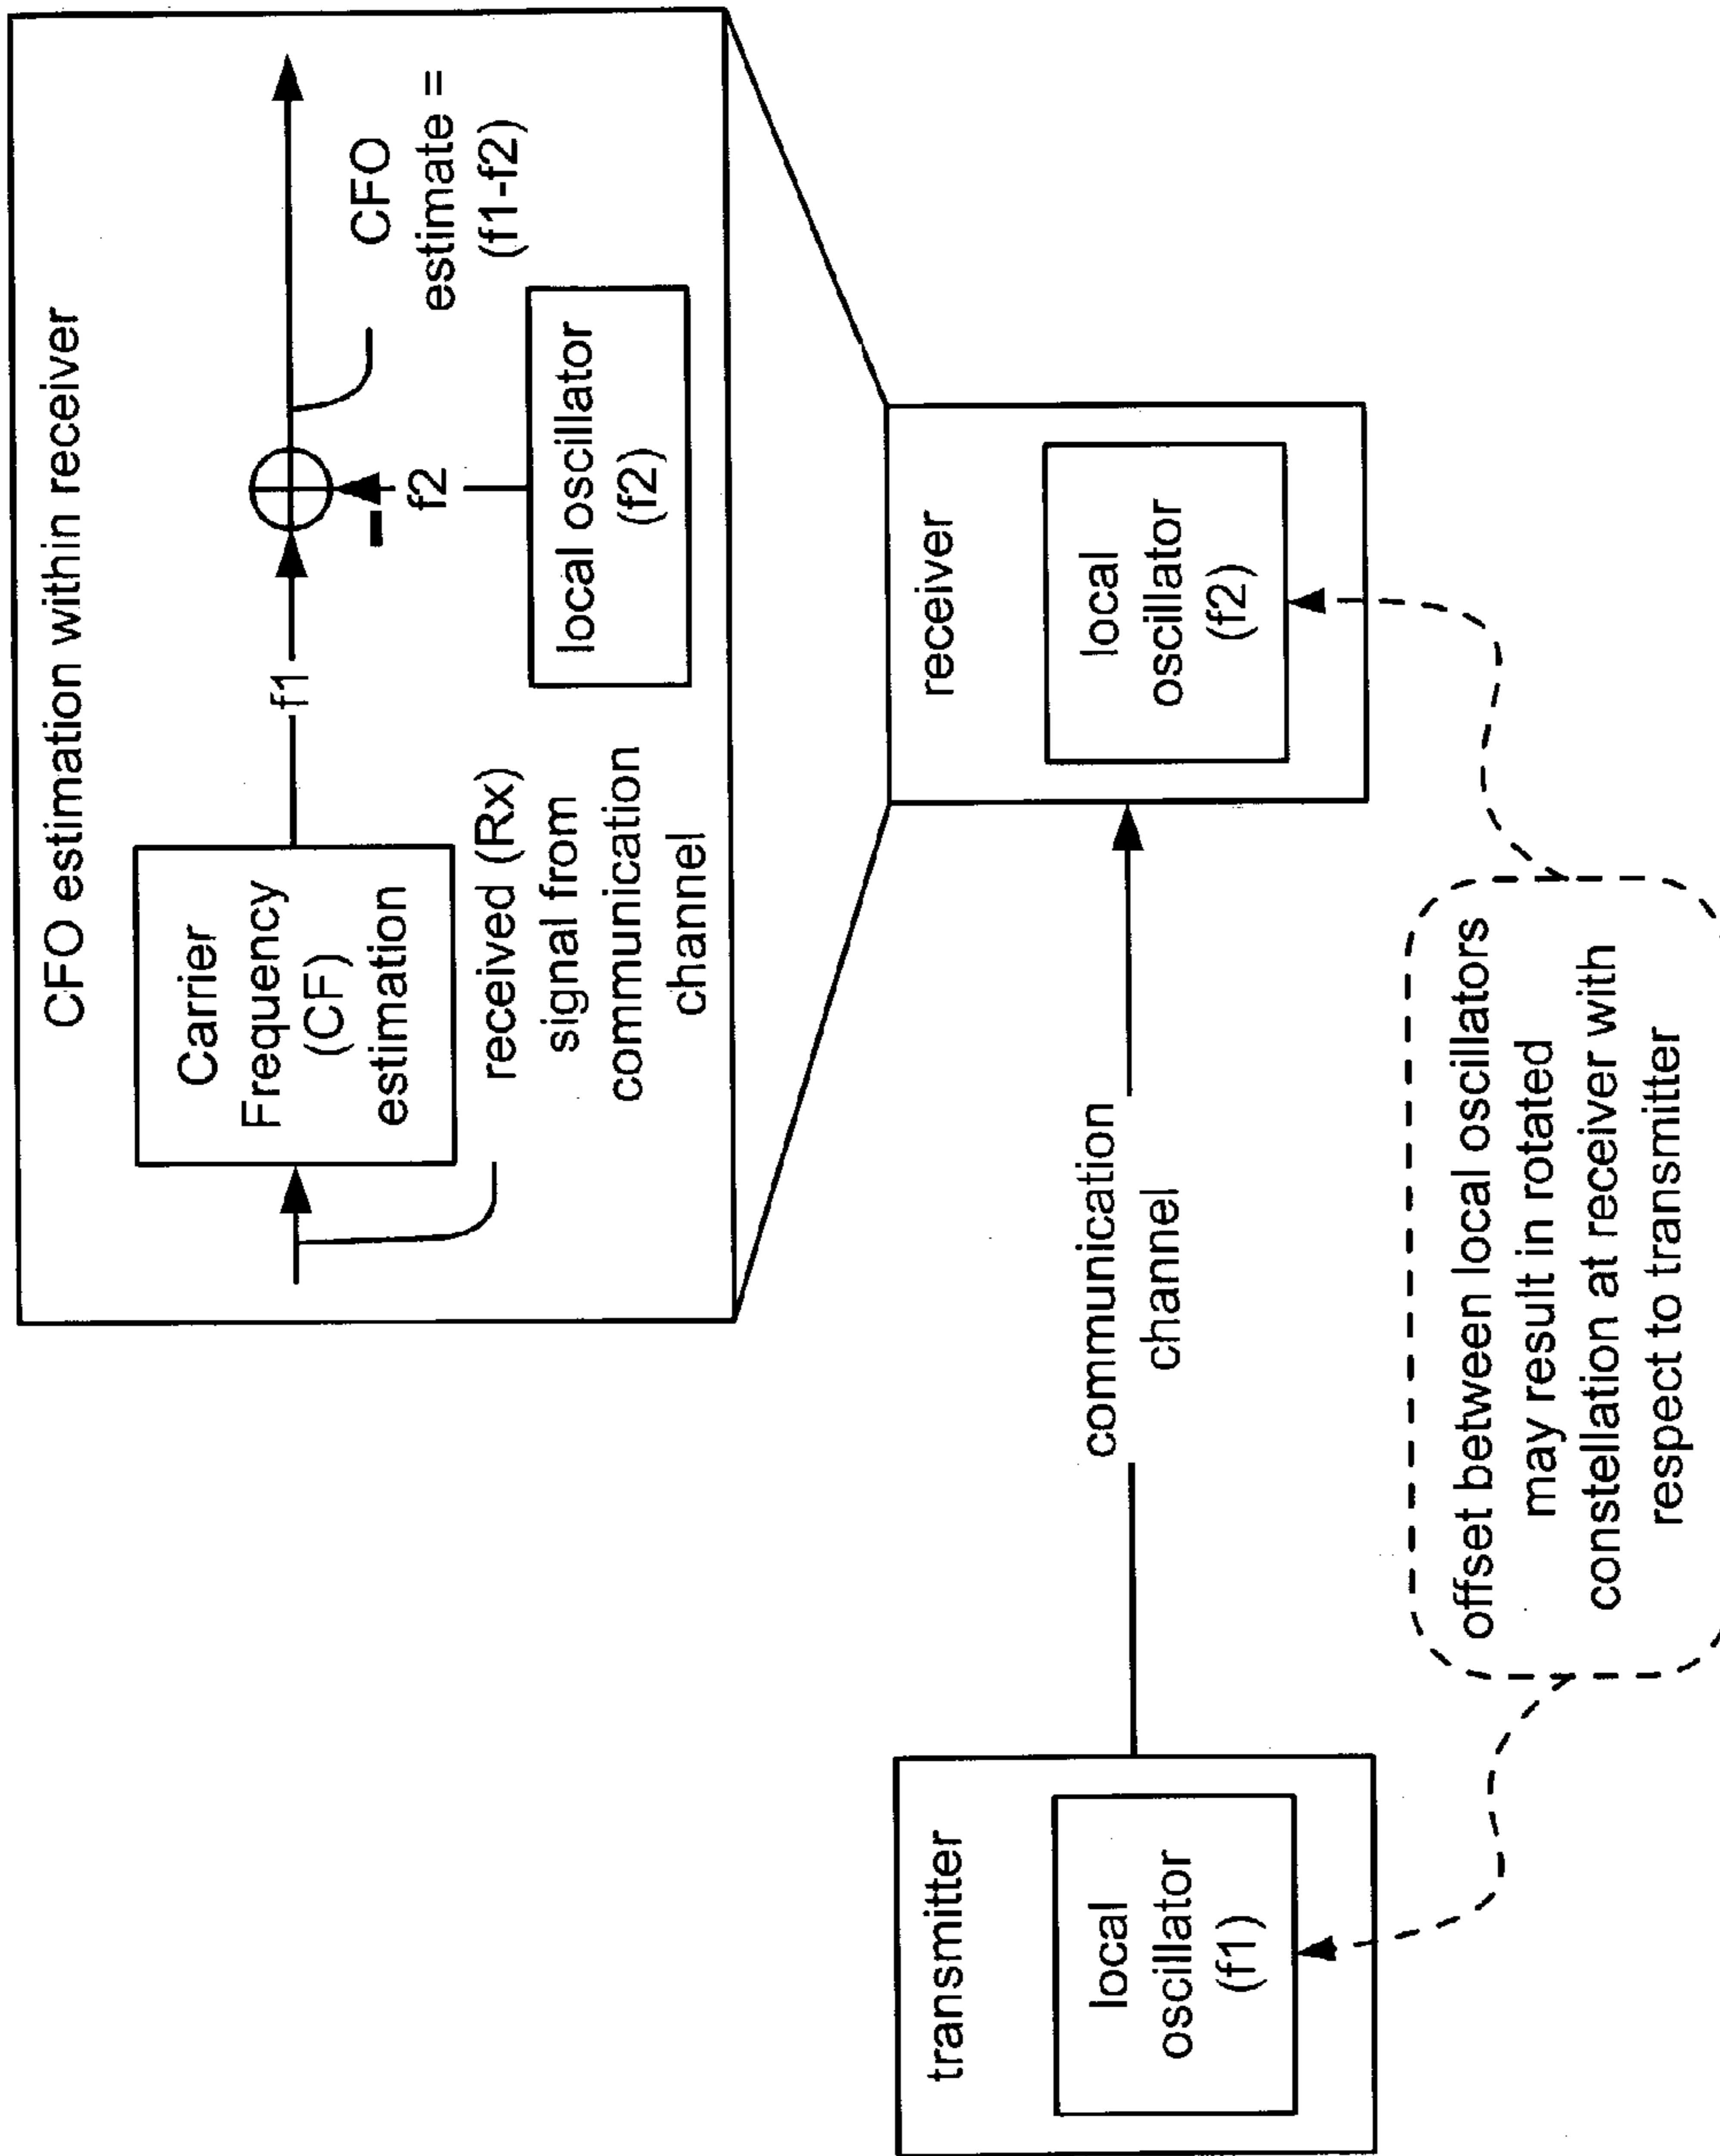 CFO estimation within receiver
Carrier
Frequency
(CF)
estimation
f1
f2
CFO
estimate =
(f1-f2)
received (Rx)
signal from
communication
channel
local oscillator
(f2)
transmitter
local
oscillator
(f1)
communication
channel
receiver
local
oscillator
(f2)
offset between local oscillators
may result in rotated
constellation at receiver with
respect to transmitter